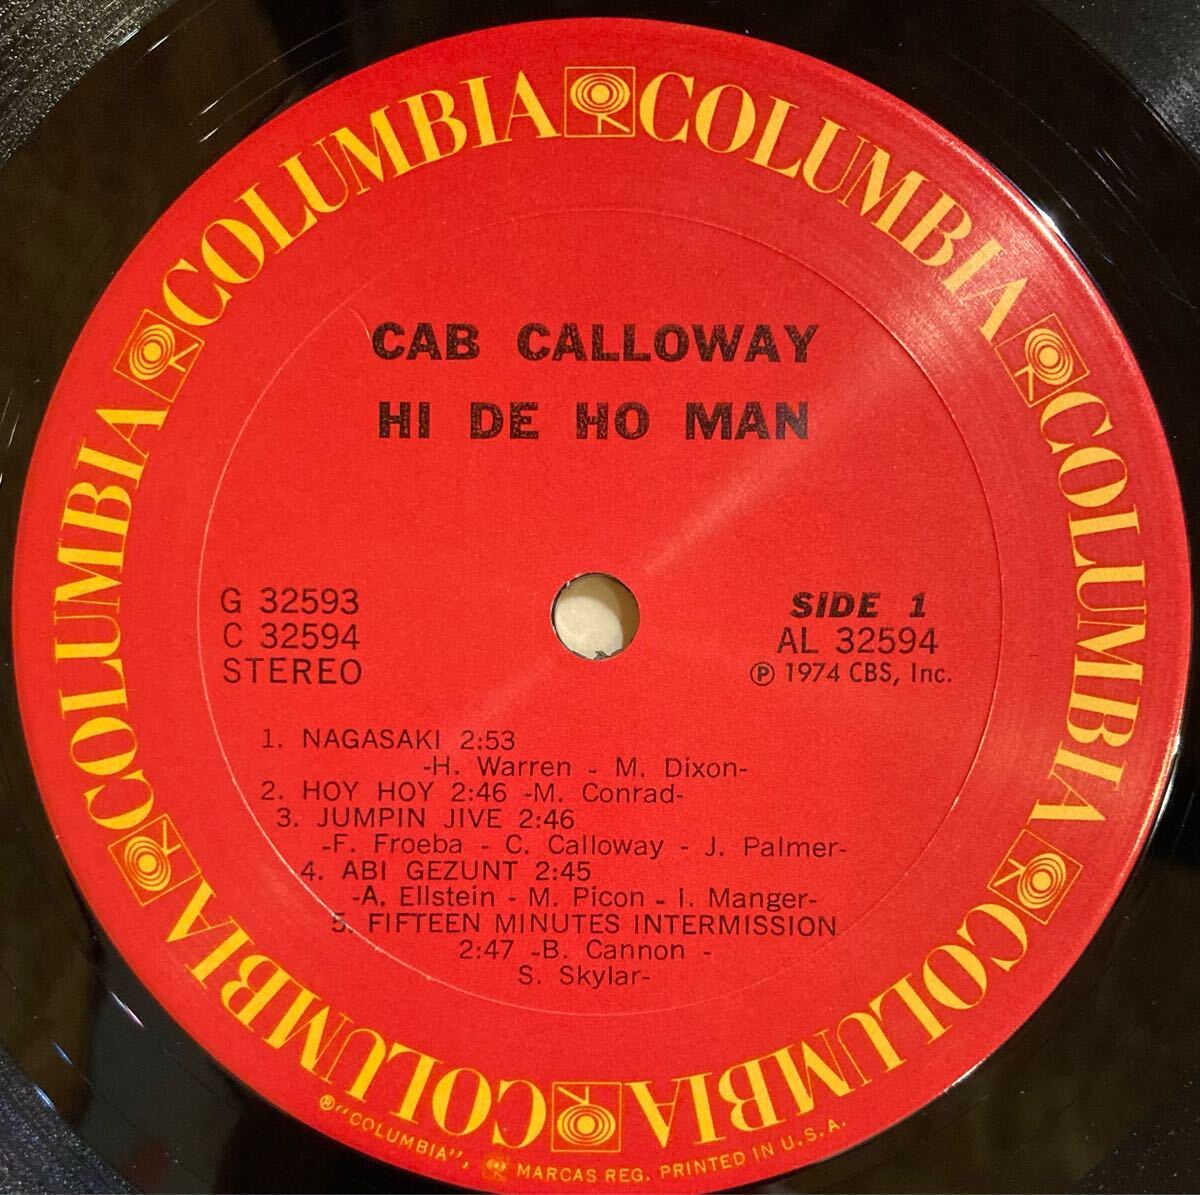 COLUMBIA COLUMBIA COLUMBIA COLUMBIA COLUMBIA COLUMBIA
CAB CALLOWAY
HI DE HO MAN
G 32593
C 32594
STEREO
SIDE 1
AL 32594
Ⓟ 1974 CBS, Inc.
1. NAGASAKI 2:53
-H. Warren - M. Dixon-
2. HOY HOY 2:46 -M. Conrad-
3. JUMPIN JIVE 2:46
-F. Froeba - C. Calloway - J. Palmer-
4. ABI GEZUNT 2:45
-A. Ellstein - M. Picon - I. Manger-
5. FIFTEEN MINUTES INTERMISSION
2:47 -B. Cannon -
S. Skylar-
®"COLUMBIA", MARCAS REG. PRINTED IN U.S.A.